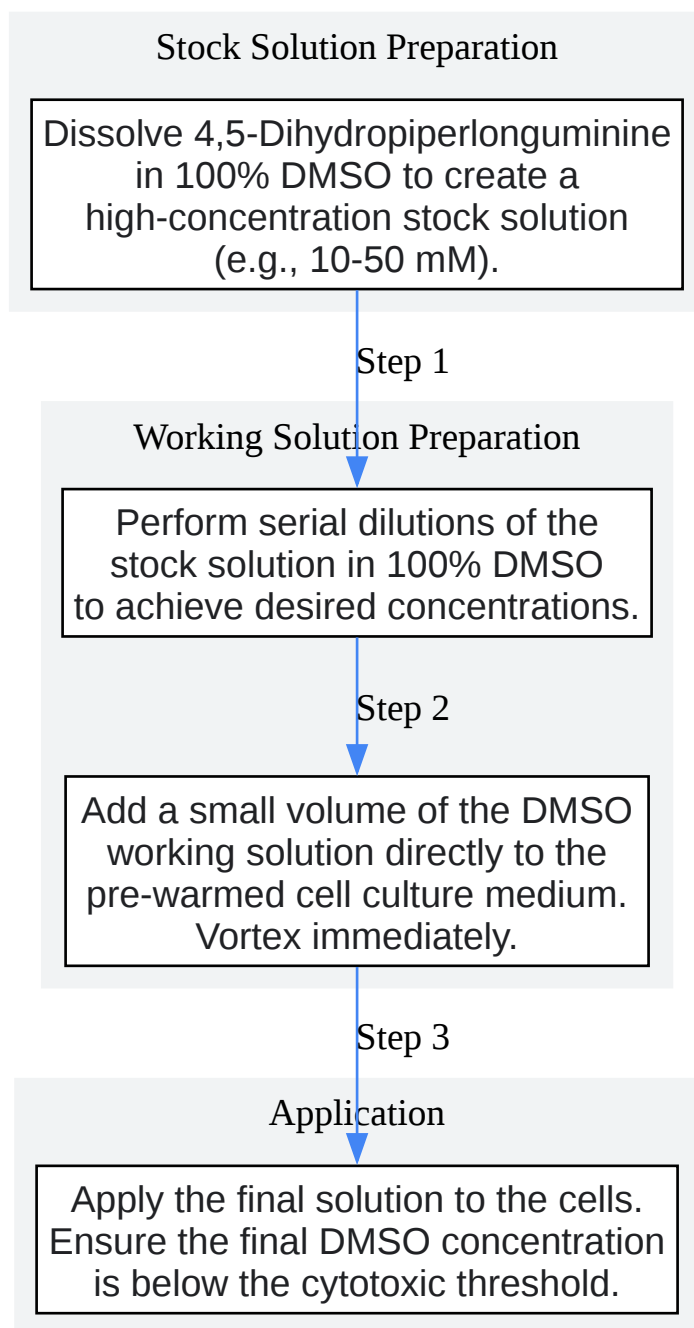 Stock Solution Preparation
Dissolve 4,5-Dihydropiperlonguminine
in 100% DMSO to create a
high-concentration stock solution
(e.g., 10-50 mM).
Step 1
Working Solution Preparation
Perform serial dilutions of the
stock solution in 100% DMSO
to achieve desired concentrations.
Step 2
Add a small volume of the DMSO
working solution directly to the
pre-warmed cell culture medium.
Vortex immediately.
Step 3
Application
Apply the final solution to the cells.
Ensure the final DMSO concentration
is below the cytotoxic threshold.